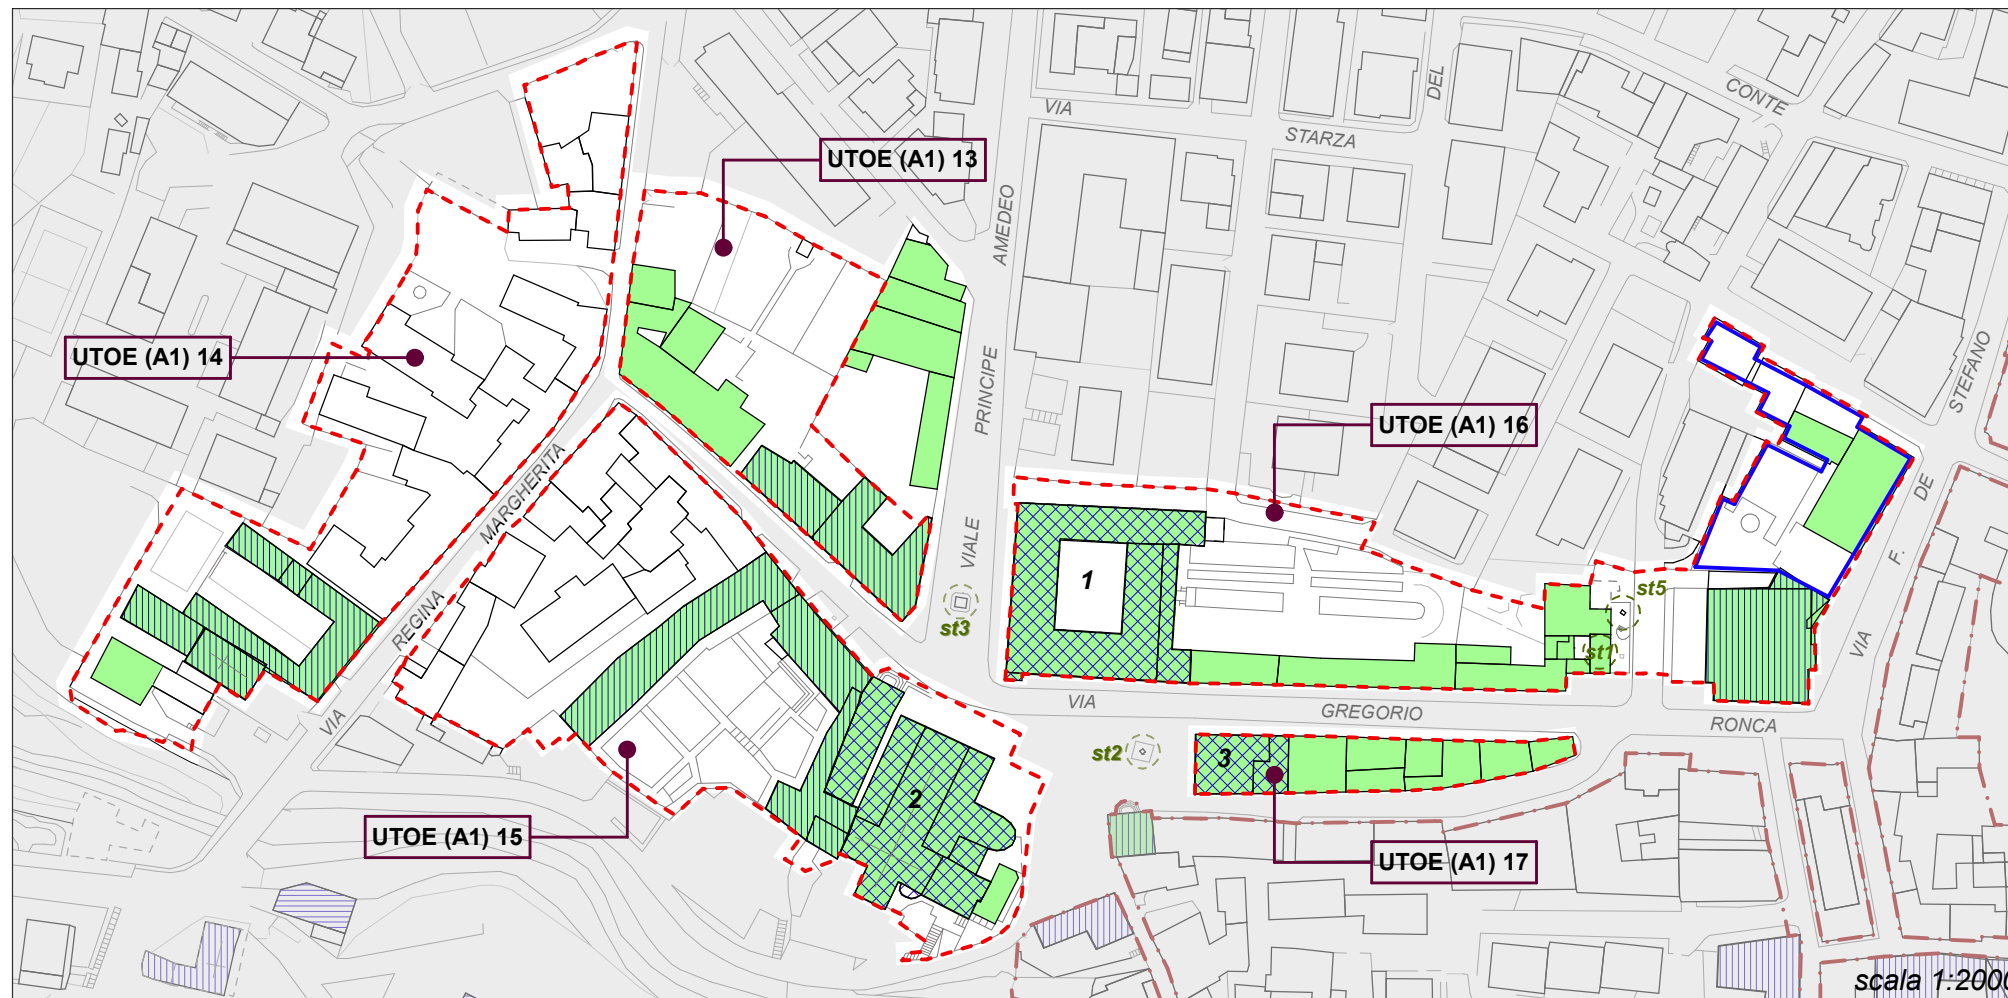 VIA
STARZA
DEL
CONTE
UTOE (A1) 13
AMEDEO
PRINCIPE
VIALE
UTOE (A1) 14
STEFANO
DE
F.
VIA
UTOE (A1) 16
MARGHERITA
REGINA
VIA
1
st5
st3
st1
VIA
GREGORIO
RONCA
st2
3
2
UTOE (A1) 15
UTOE (A1) 17
scala 1:2000